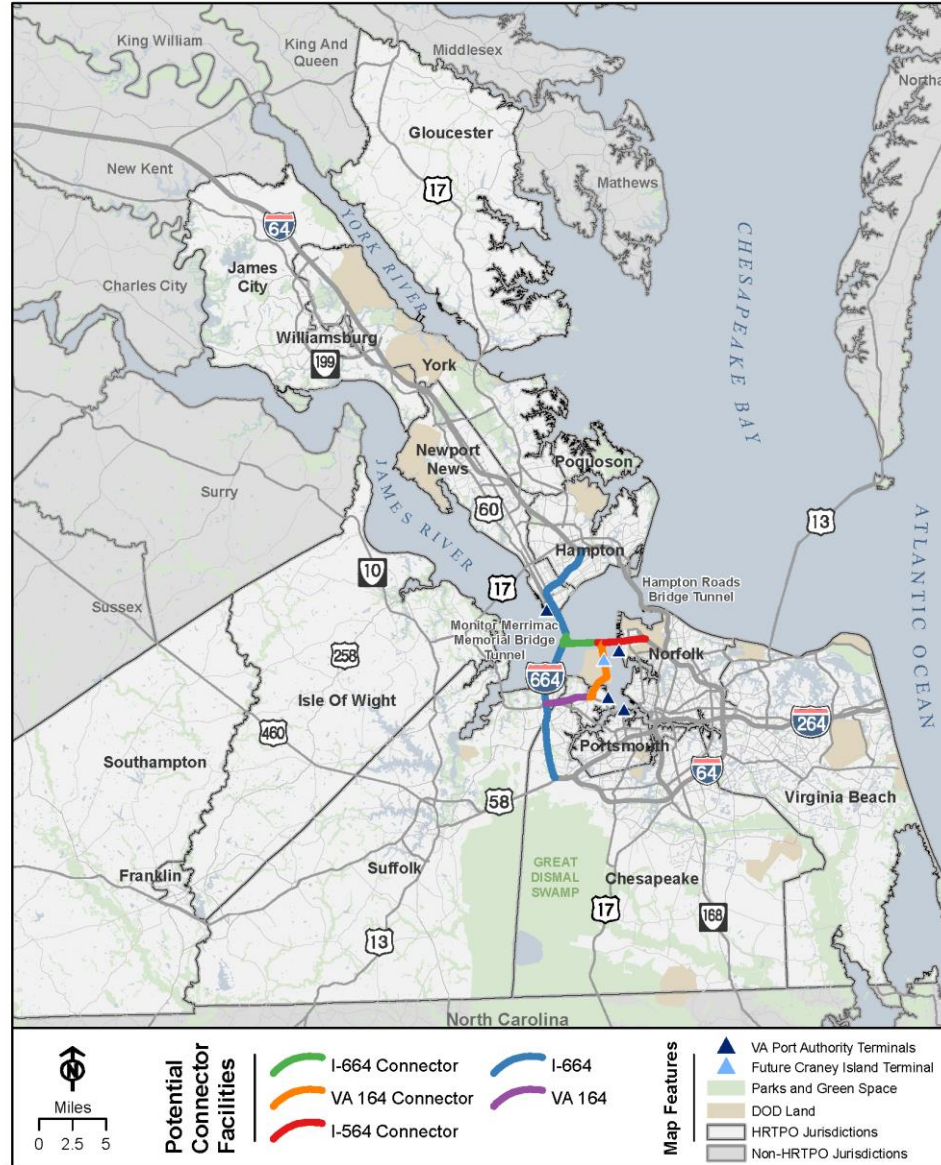 King William
King And
Queen
Middlesex
Northa
Gloucester
New Kent
17
Mathews
64
YORK RIVER
CHESAPEAKE BAY
James
City
Charles City
Williamsburg
199
York
Newport
News
Poquoson
JAMES RIVER
Surry
60
13
ATLANTIC OCEAN
Hampton
10
17
Hampton Roads
Bridge Tunnel
Sussex
Monitor Merrimac
Memorial Bridge
Tunnel
Norfolk
258
664
Isle Of Wight
460
264
Portsmouth
Southampton
64
58
Virginia Beach
Franklin
Suffolk
GREAT
DISMAL
SWAMP
Chesapeake
17
168
13
North Carolina
N
Miles
0 2.5 5
Potential
Connector
Facilities
I-664 Connector
VA 164 Connector
I-564 Connector
I-664
VA 164
Map Features
VA Port Authority Terminals
Future Craney Island Terminal
Parks and Green Space
DOD Land
HRTPO Jurisdictions
Non-HRTPO Jurisdictions